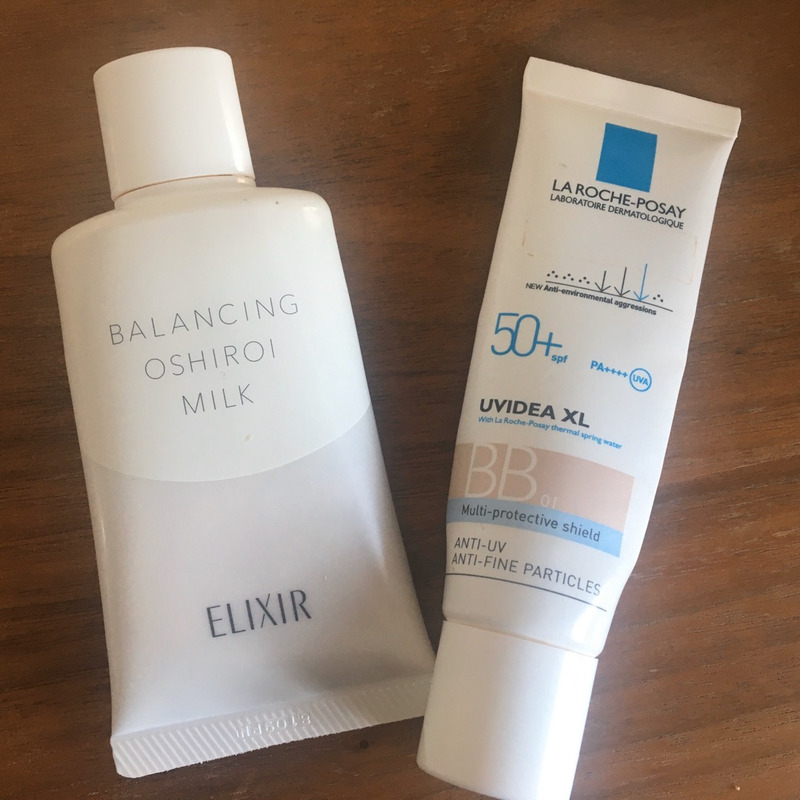 BALANCING
OSHIROI
MILK
ELIXIR
LA ROCHE-POSAY
LABORATOIRE DERMATOLOGIQUE
NEW Anti-environmental aggressions
50+
spf
PA++++ UVA
UVIDEA XL
With La Roche-Posay thermal spring water
BB 01
Multi-protective shield
ANTI-UV
ANTI-FINE PARTICLES